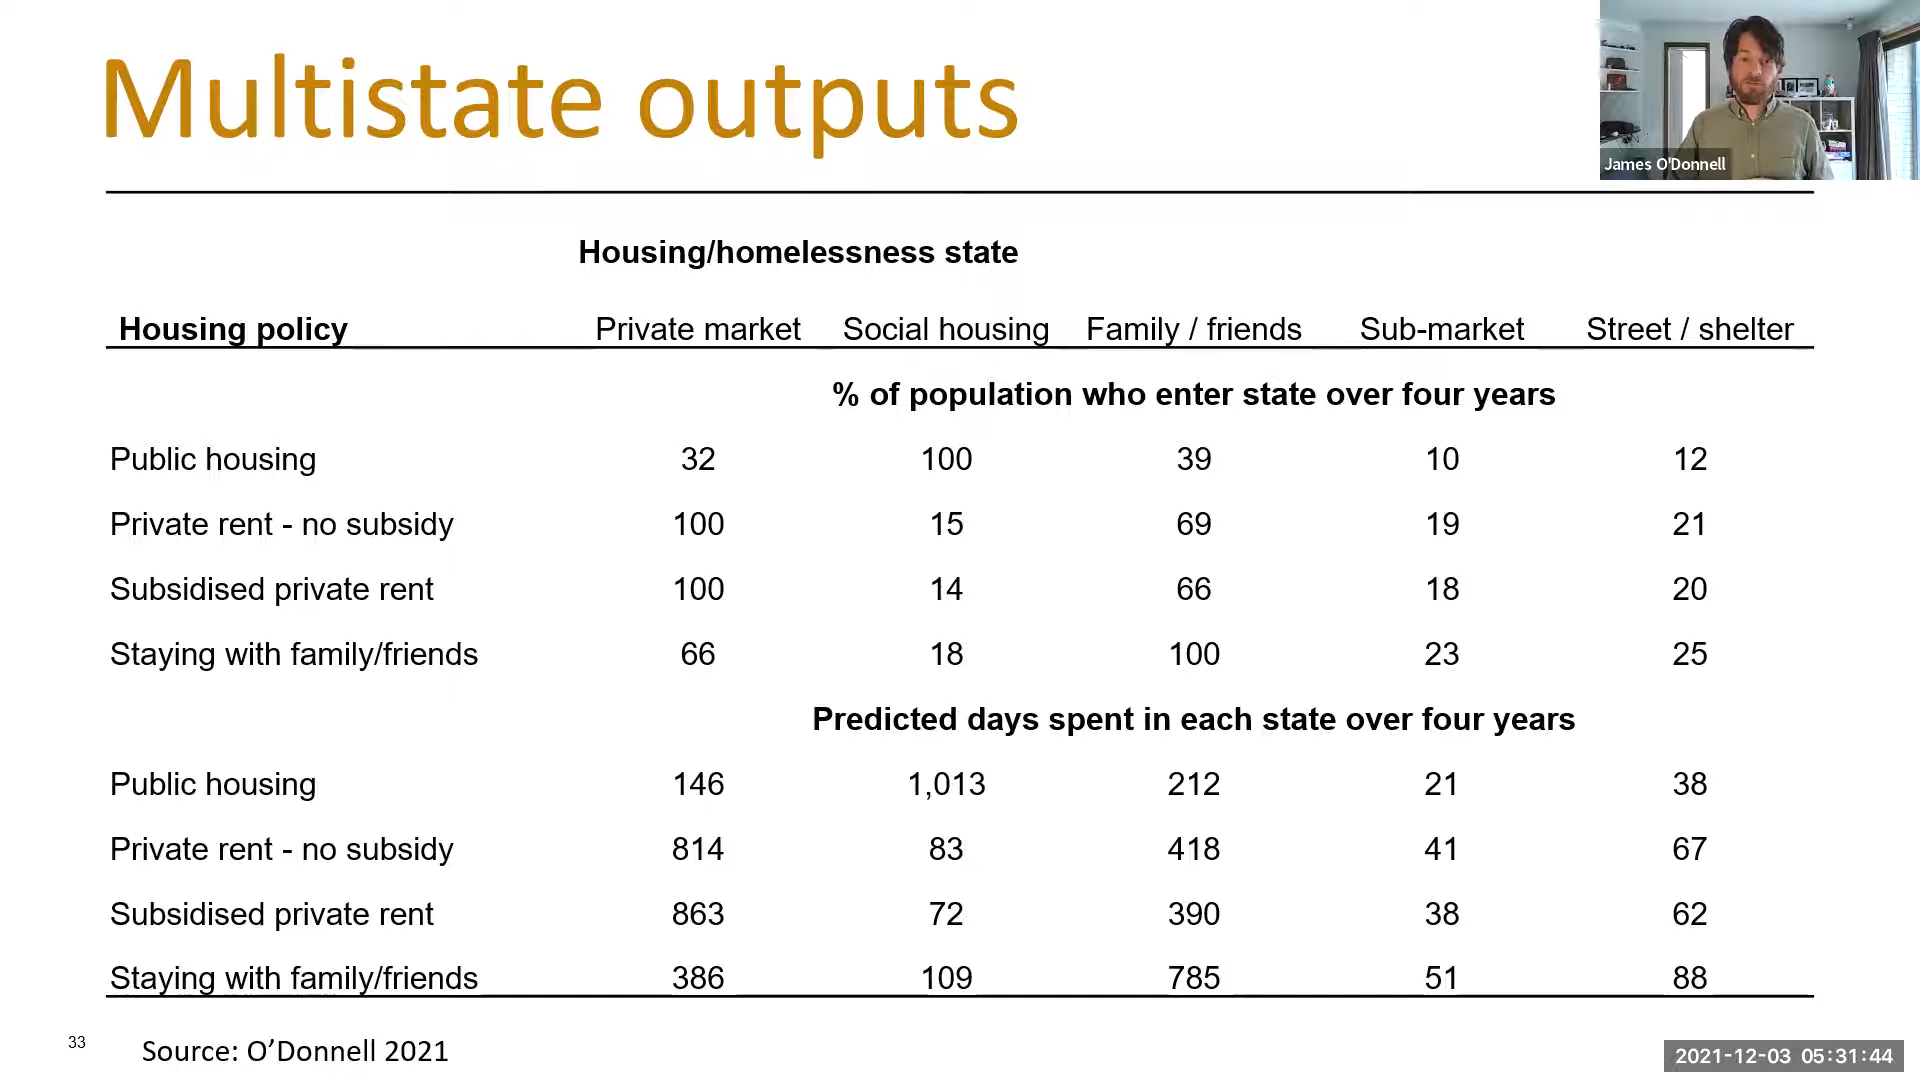 Multistate outputs
James O'Donnell
Housing/homelessness state
Housing policy Private market Social housing Family / friends Sub-market Street / shelter
% of population who enter state over four years
Public housing 32 100 39 10 12
Private rent - no subsidy 100 15 69 19 21
Subsidised private rent 100 14 66 18 20
Staying with family/friends 66 18 100 23 25
Predicted days spent in each state over four years
Public housing 146 1,013 212 21 38
Private rent - no subsidy 814 83 418 41 67
Subsidised private rent 863 72 390 38 62
Staying with family/friends 386 109 785 51 88
33 Source: O’Donnell 2021
2021-12-03 05:31:44